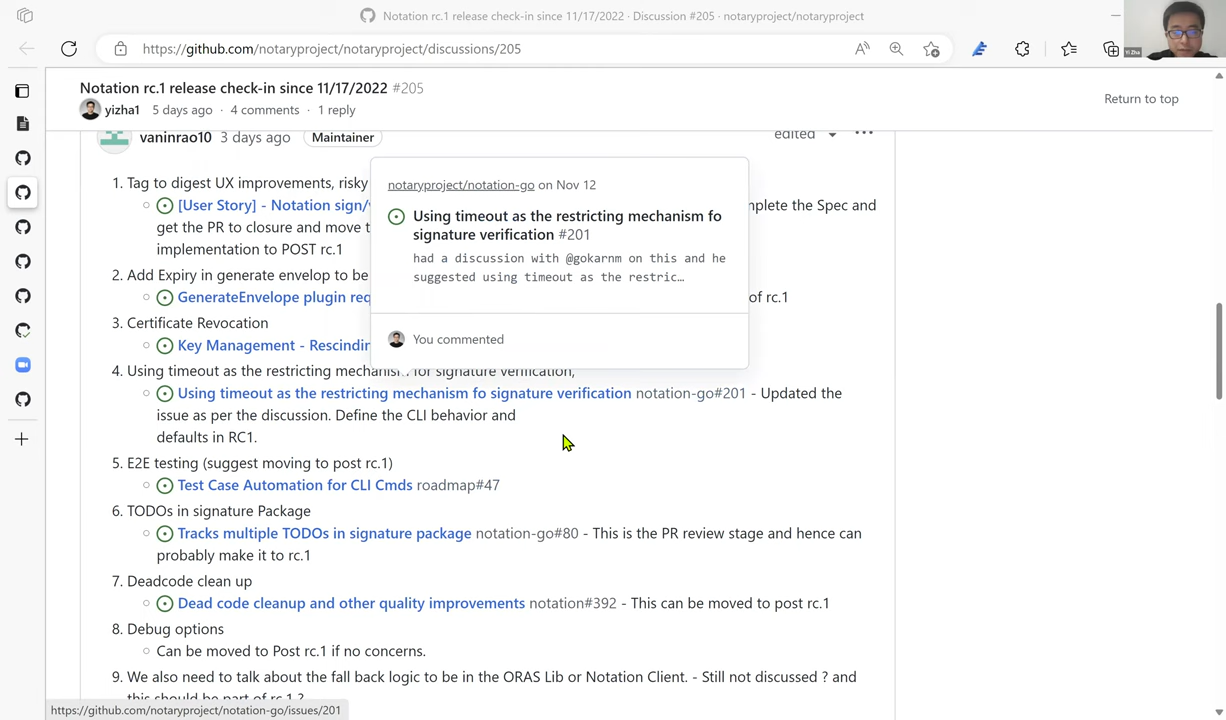 Notation rc.1 release check-in since 11/17/2022 · Discussion #205 · notaryproject/notaryproject
https://github.com/notaryproject/notaryproject/discussions/205
Yi Zha
Notation rc.1 release check-in since 11/17/2022 #205
yizha1 5 days ago · 4 comments · 1 reply
Return to top
vaninrao10 3 days ago Maintainer
edited
1. Tag to digest UX improvements, risky
[User Story] - Notation sign/
mplete the Spec and
get the PR to closure and move t
implementation to POST rc.1
2. Add Expiry in generate envelop to be
GenerateEnvelope plugin req
of rc.1
3. Certificate Revocation
Key Management - Rescindin
notaryproject/notation-go on Nov 12
Using timeout as the restricting mechanism fo
signature verification #201
had a discussion with @gokarnm on this and he
suggested using timeout as the restric…
You commented
4. Using timeout as the restricting mechanism for signature verification,
Using timeout as the restricting mechanism fo signature verification notation-go#201 - Updated the
issue as per the discussion. Define the CLI behavior and
defaults in RC1.
5. E2E testing (suggest moving to post rc.1)
Test Case Automation for CLI Cmds roadmap#47
6. TODOs in signature Package
Tracks multiple TODOs in signature package notation-go#80 - This is the PR review stage and hence can
probably make it to rc.1
7. Deadcode clean up
Dead code cleanup and other quality improvements notation#392 - This can be moved to post rc.1
8. Debug options
Can be moved to Post rc.1 if no concerns.
9. We also need to talk about the fall back logic to be in the ORAS Lib or Notation Client. - Still not discussed ? and
this should be part of rc.1 ?
https://github.com/notaryproject/notation-go/issues/201